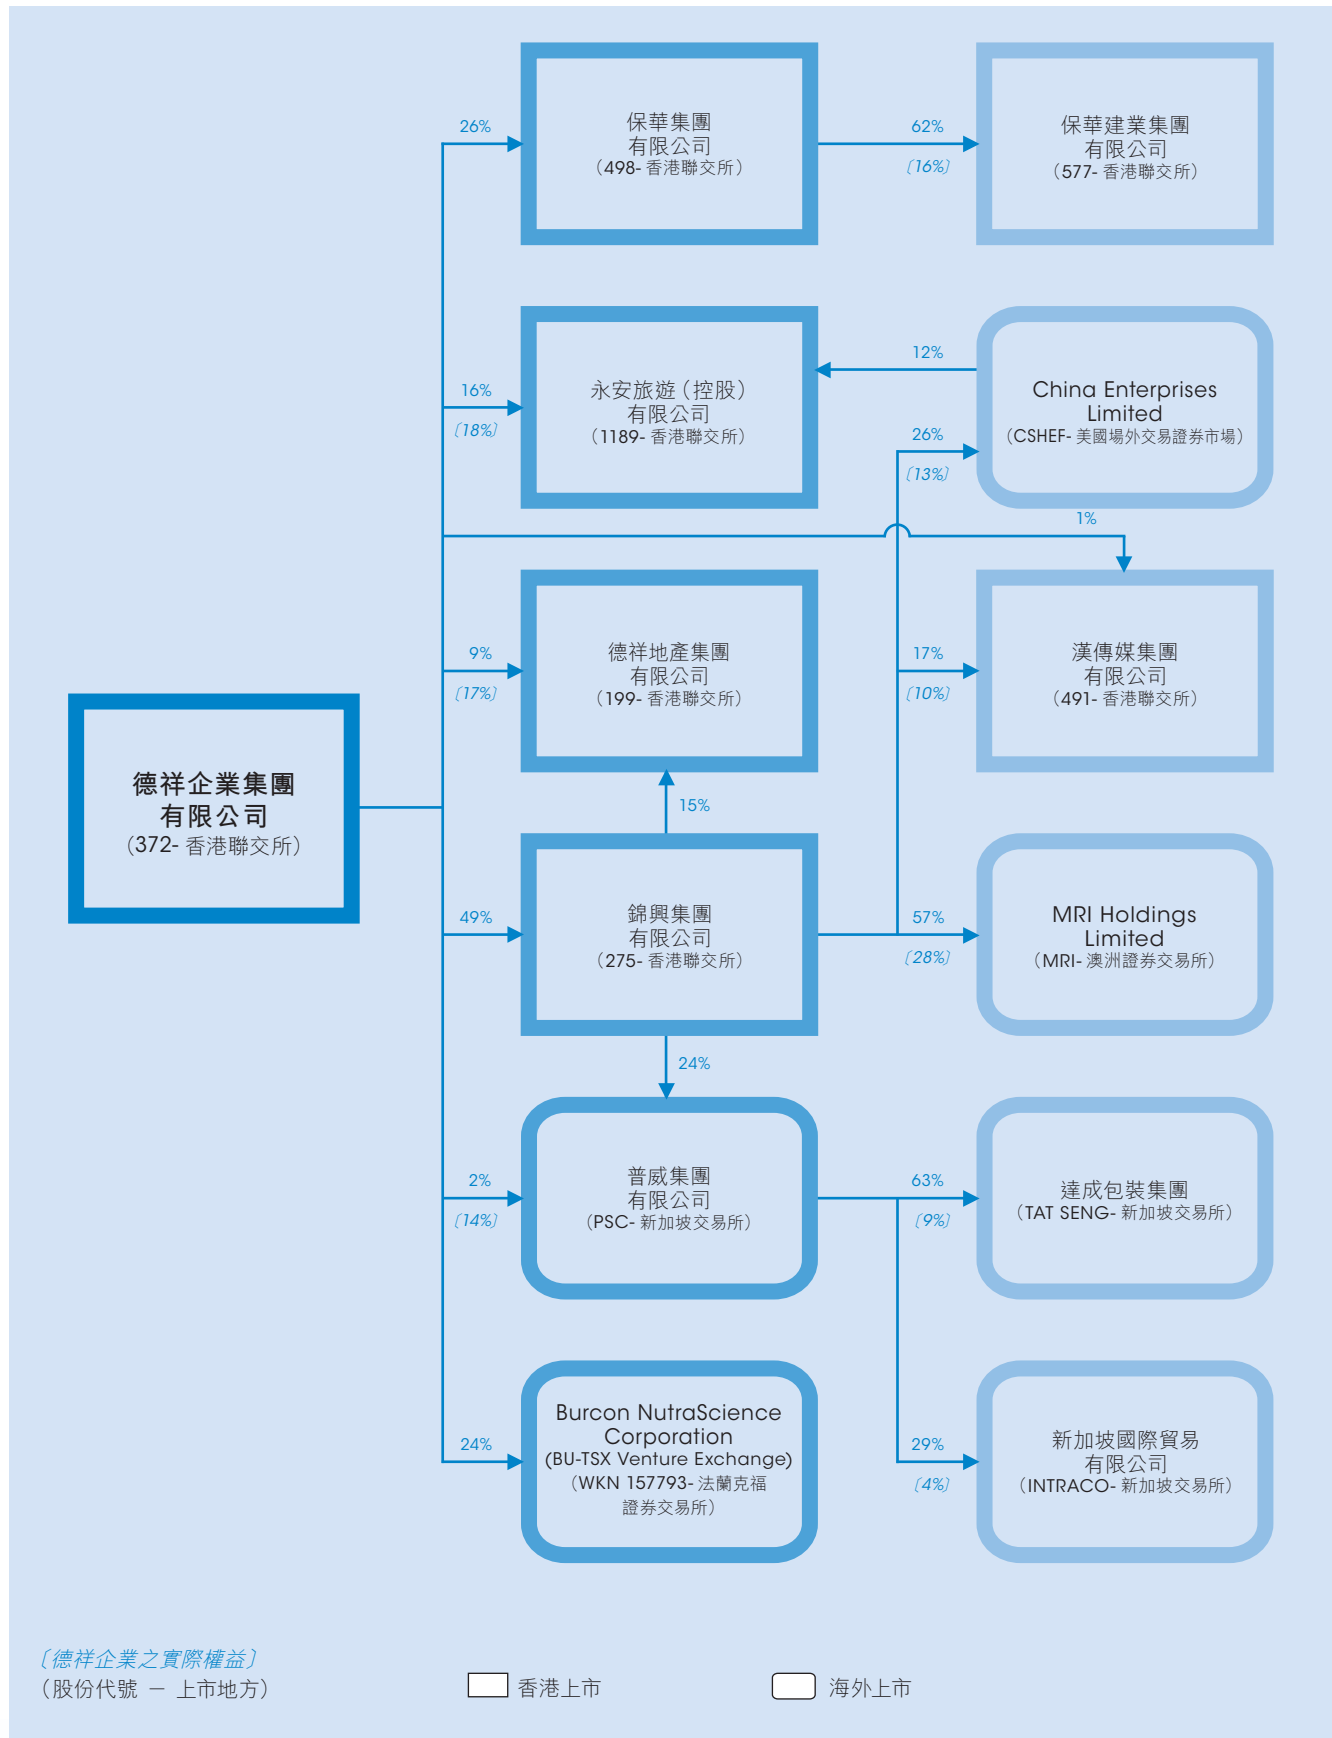 26%
保華集團
有限公司
（498- 香港聯交所）
62%
〔16%〕
保華建業集團
有限公司
（577- 香港聯交所）
16%
〔18%〕
永安旅遊（控股）
有限公司
（1189- 香港聯交所）
12%
26%
〔13%〕
China Enterprises
Limited
（CSHEF- 美國場外交易證券市場）
1%
9%
〔17%〕
德祥地產集團
有限公司
（199- 香港聯交所）
17%
〔10%〕
漢傳媒集團
有限公司
（491- 香港聯交所）
德祥企業集團
有限公司
（372- 香港聯交所）
15%
49%
錦興集團
有限公司
（275- 香港聯交所）
57%
〔28%〕
MRI Holdings
Limited
（MRI- 澳洲證券交易所）
24%
2%
〔14%〕
普威集團
有限公司
（PSC- 新加坡交易所）
63%
〔9%〕
達成包裝集團
（TAT SENG- 新加坡交易所）
24%
Burcon NutraScience
Corporation
(BU-TSX Venture Exchange)
（WKN 157793- 法蘭克福
證券交易所）
29%
〔4%〕
新加坡國際貿易
有限公司
（INTRACO- 新加坡交易所）
〔德祥企業之實際權益〕
（股份代號 － 上市地方）
香港上市
海外上市